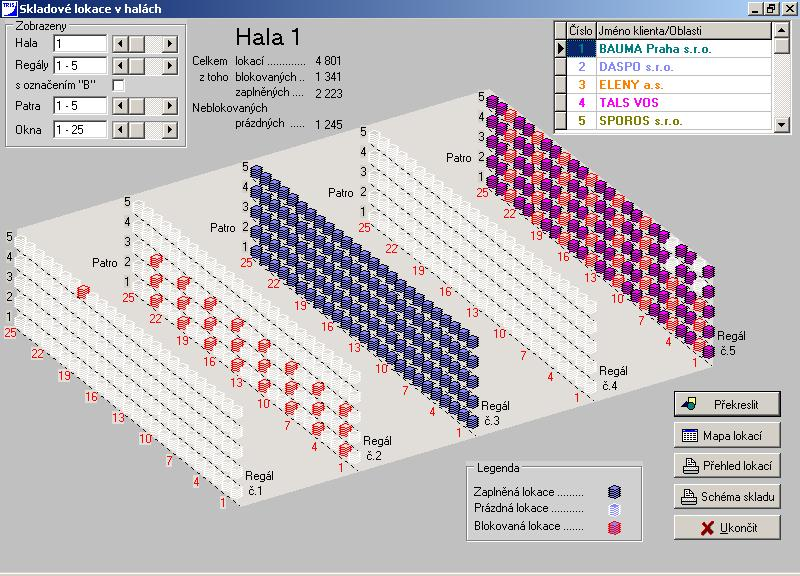 TRIS
Skladové lokace v halách
Zobrazeny
Hala 1
Regály 1 - 5
s označením "B"
Patra 1 - 5
Okna 1 - 25
Hala 1
Celkem lokací ............. 4 801
z toho blokovaných .. 1 341
zaplněných ...... 2 223
Neblokovaných
prázdných ..... 1 245
Číslo Jméno klienta/Oblasti
1 BAUMA Praha s.r.o.
2 DASPO s.r.o.
3 ELENY a.s.
4 TALS VOS
5 SPOROS s.r.o.
5
4
3
2
1
25
22
19
16
13
10
7
4
1
Regál
č.1
Patro
5
4
3
2
1
25
22
19
16
13
10
7
4
1
Regál
č.2
Patro
5
4
3
2
1
25
22
19
16
13
10
7
4
1
Regál
č.3
Patro
5
4
3
2
1
25
22
19
16
13
10
7
4
1
Regál
č.4
Patro
5
4
3
2
1
25
22
19
16
13
10
7
4
1
Regál
č.5
Legenda
Zaplněná lokace .........
Prázdná lokace ..........
Blokovaná lokace .......
Překreslit
Mapa lokací
Přehled lokací
Schéma skladu
Ukončit